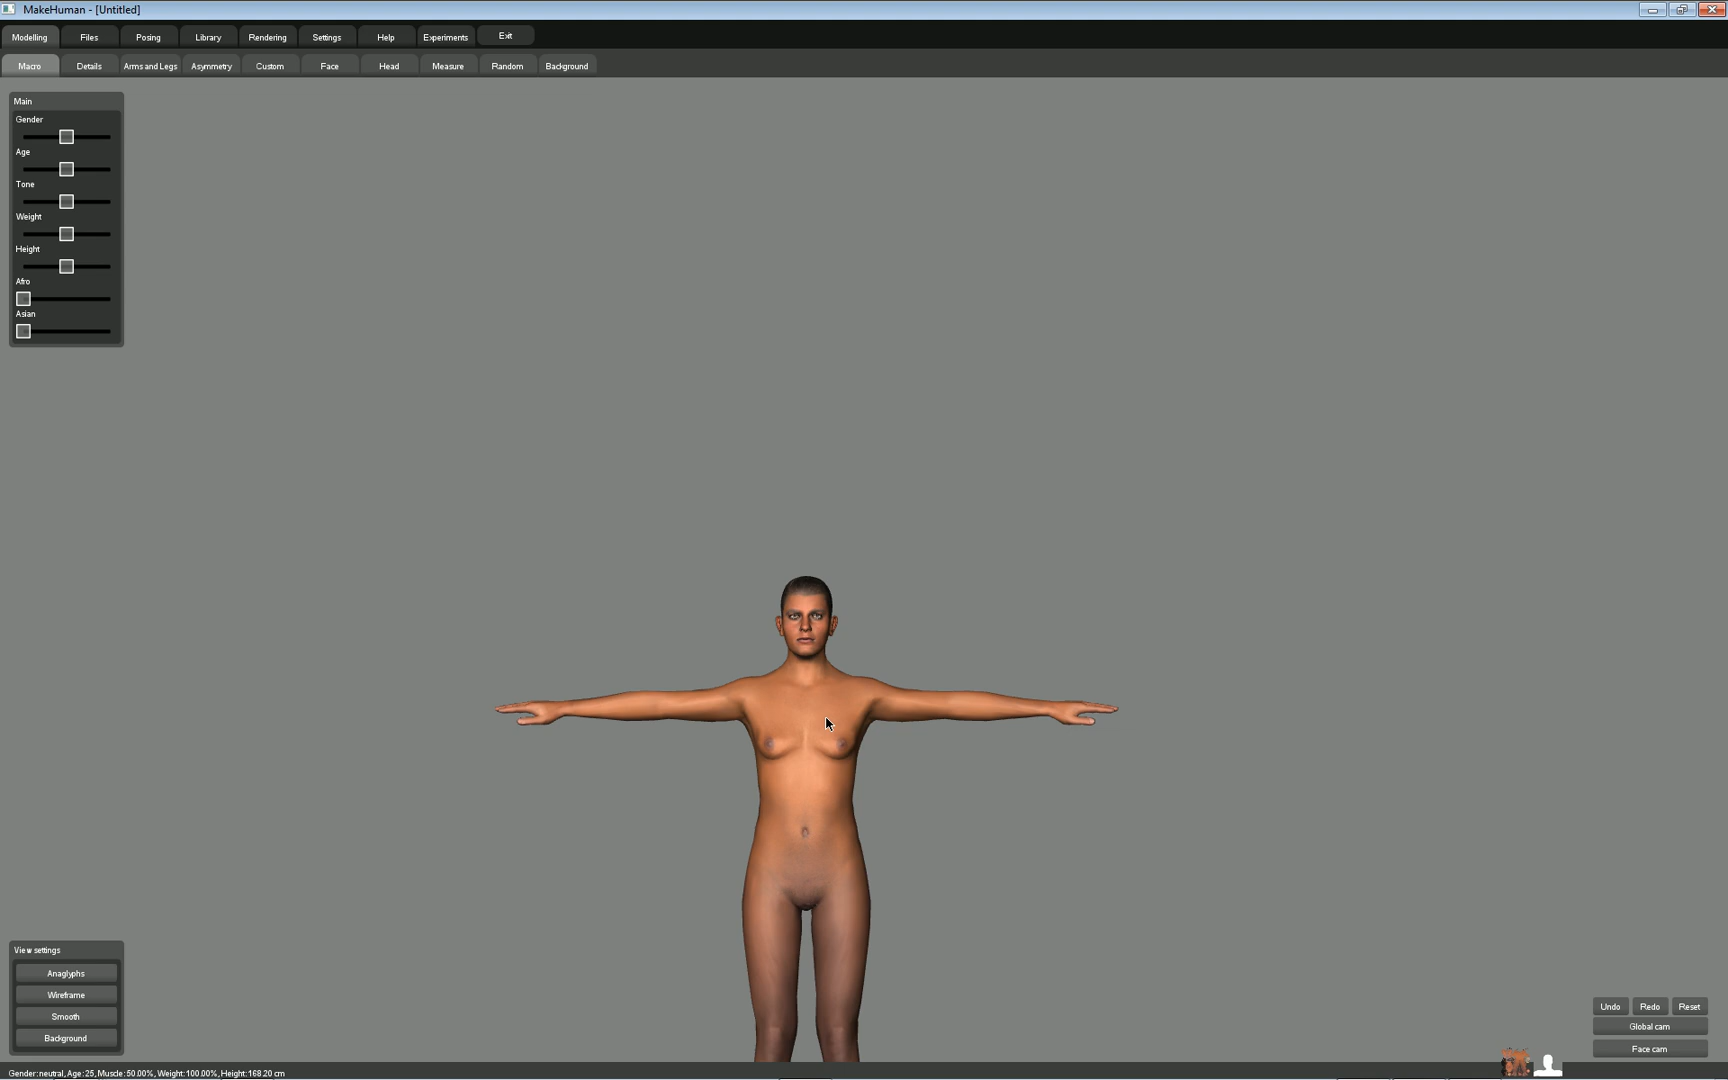 MakeHuman - [Untitled]
Modelling Files Posing Library Rendering Settings Help Experiments Exit
Macro Details Arms and Legs Asymmetry Custom Face Head Measure Random Background
Main
Gender
Age
Tone
Weight
Height
Afro
Asian
View settings
Anaglyphs
Wireframe
Smooth
Background
Undo Redo Reset
Global cam
Face cam
Gender: neutral, Age: 25, Muscle: 50.00%, Weight: 100.00%, Height: 168.20 cm